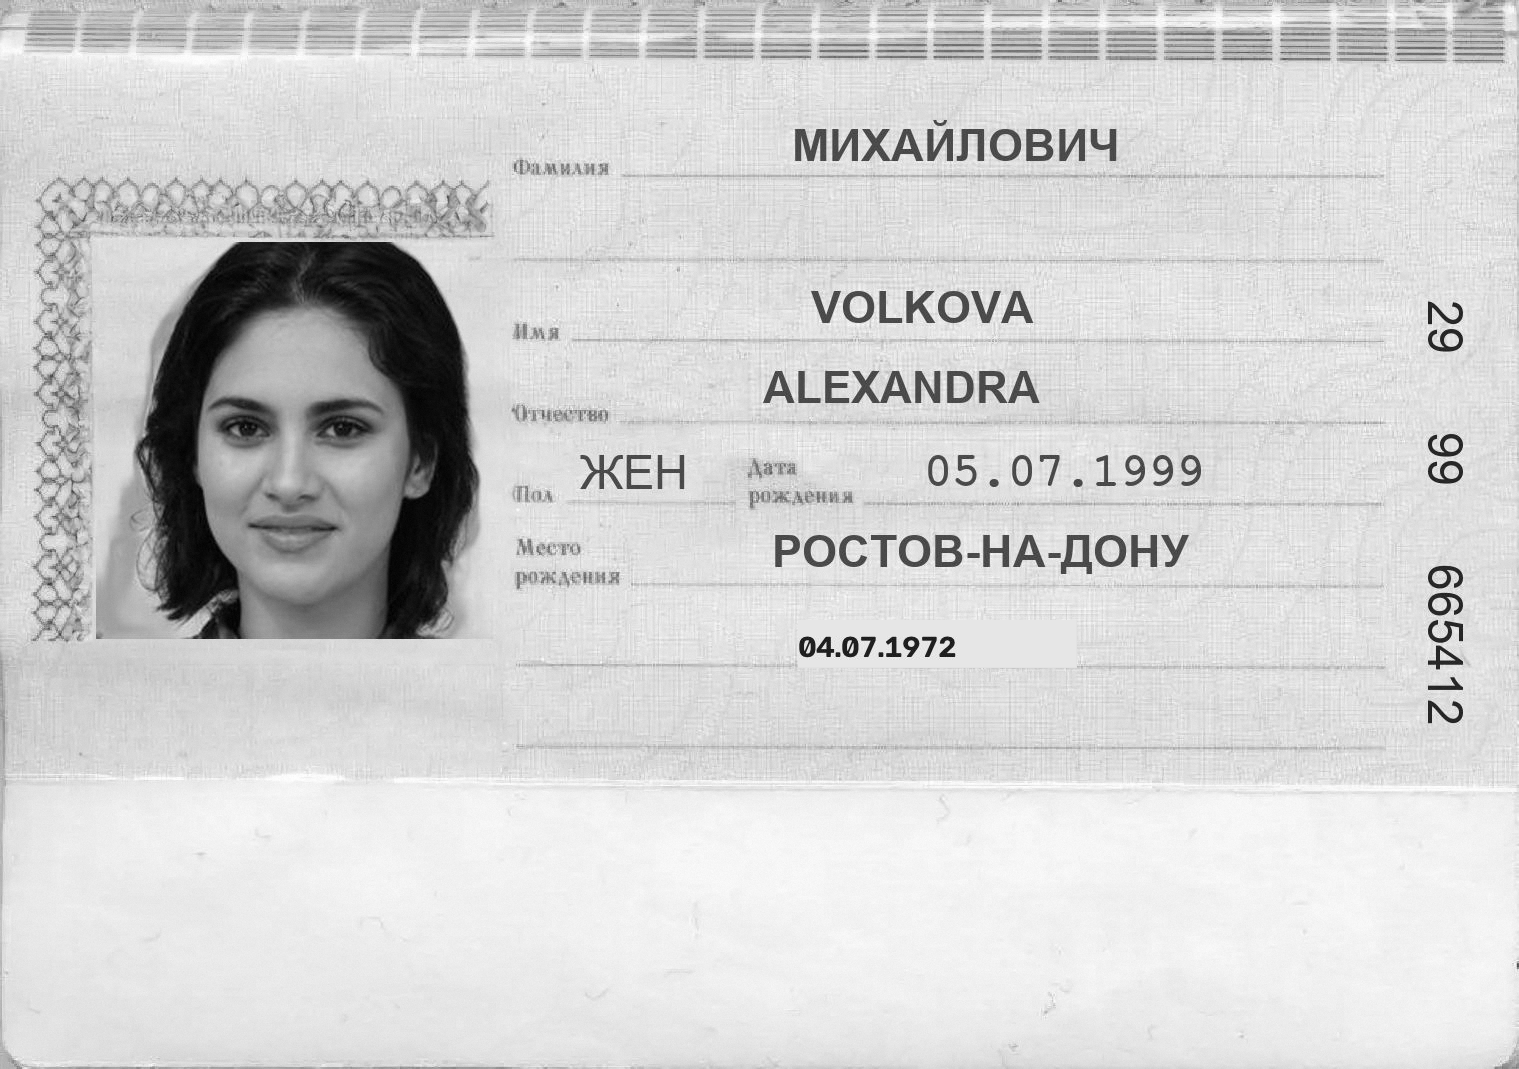 Фамилия МИХАЙЛОВИЧ
Имя VOLKOVA
Отчество ALEXANDRA
Пол ЖЕН Дата рождения 05.07.1999
Место рождения РОСТОВ-НА-ДОНУ
04.07.1972
29 99 665412